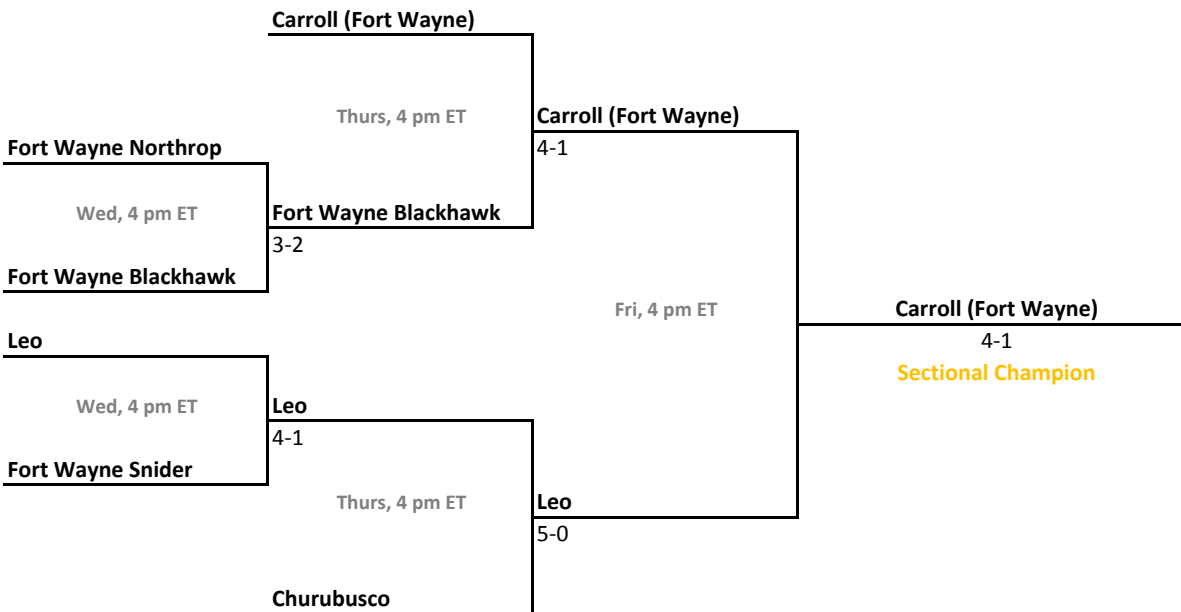 Carroll (Fort Wayne)
Thurs, 4 pm ET
Carroll (Fort Wayne)
4-1
Fort Wayne Northrop
Wed, 4 pm ET
Fort Wayne Blackhawk
3-2
Fort Wayne Blackhawk
Fri, 4 pm ET
Carroll (Fort Wayne)
4-1
Sectional Champion
Leo
Wed, 4 pm ET
Leo
4-1
Fort Wayne Snider
Thurs, 4 pm ET
Leo
5-0
Churubusco